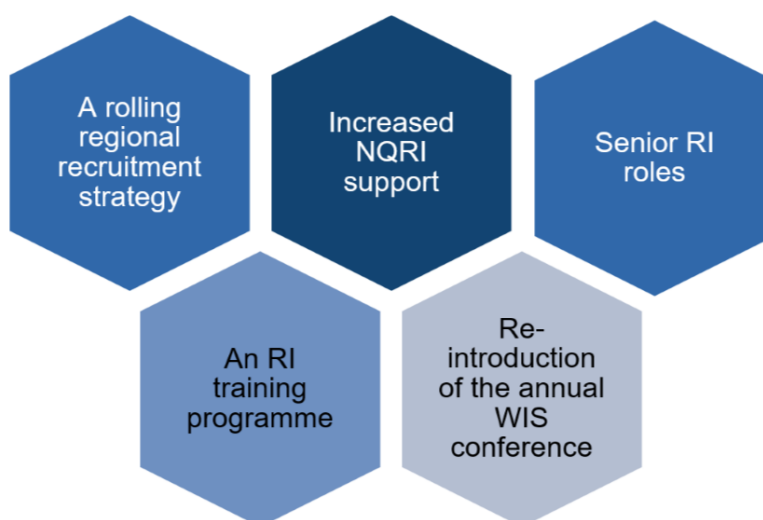 A rolling
regional
recruitment
strategy
Increased
NQRI
support
Senior RI
roles
An RI
training
programme
Re-
introduction
of the annual
WIS
conference